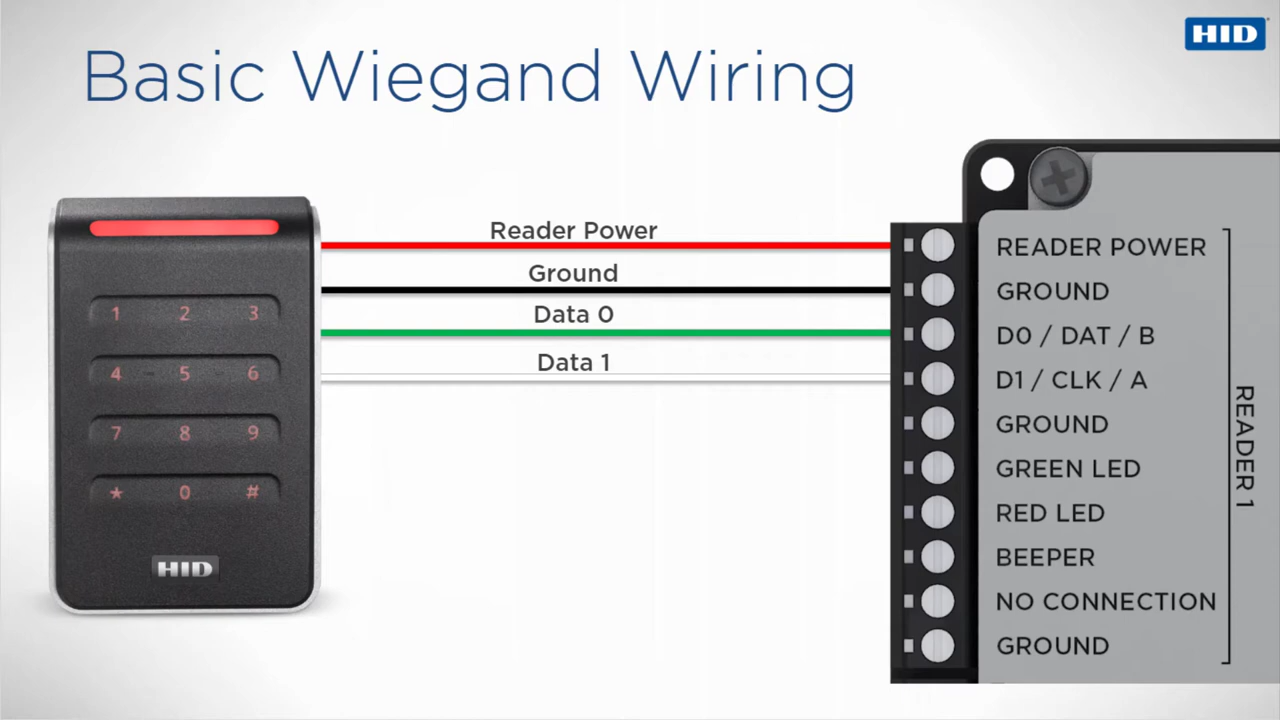 HID
Basic Wiegand Wiring
Reader Power
Ground
Data 0
Data 1
1 2 3
4 5 6
7 8 9
* 0 #
HID
READER POWER
GROUND
D0 / DAT / B
D1 / CLK / A
GROUND
GREEN LED
RED LED
BEEPER
NO CONNECTION
GROUND
READER 1